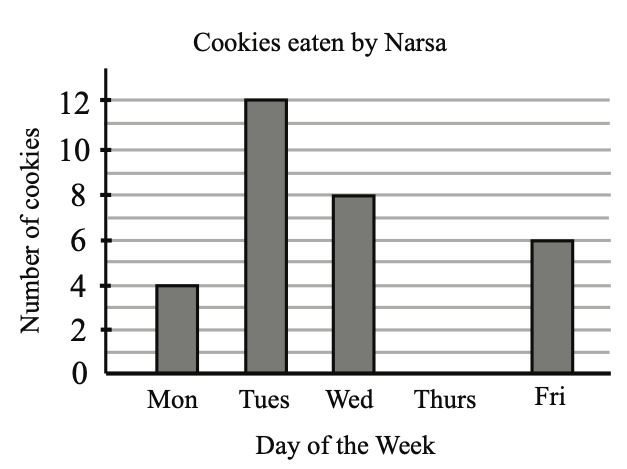 Cookies eaten by Narsa
Number of cookies
12
10
8
6
4
2
0
Mon Tues Wed Thurs Fri
Day of the Week